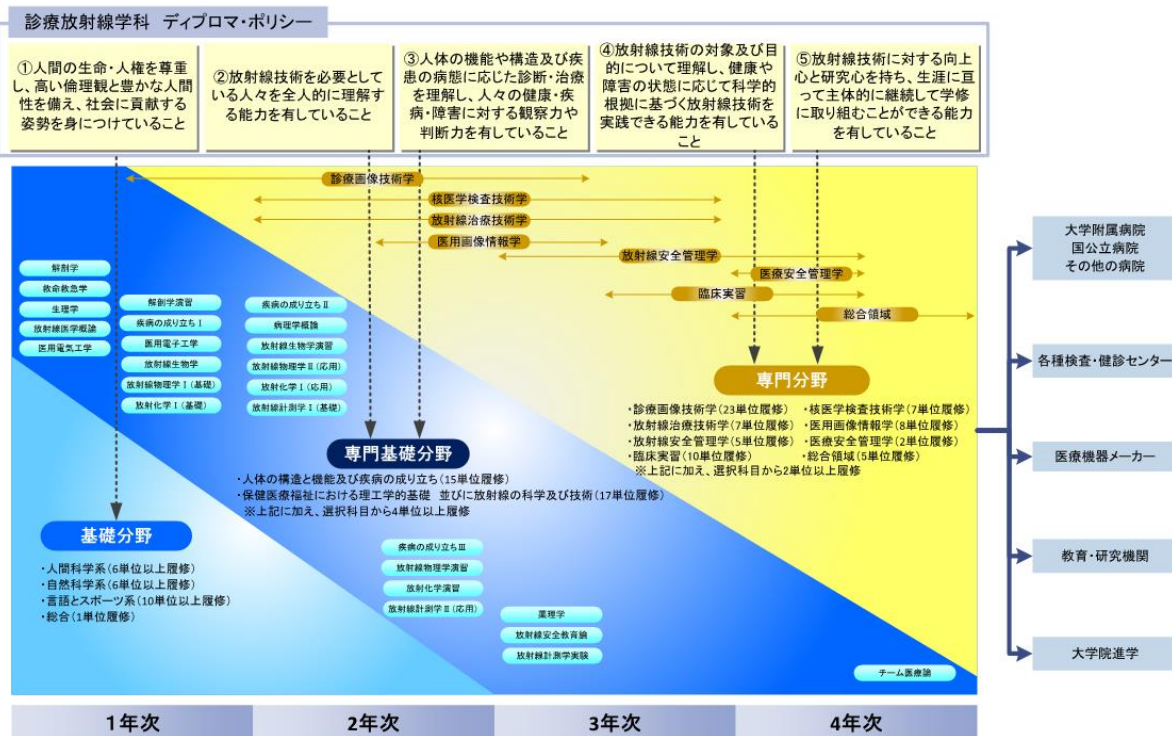 診療放射線学科 ディプロマ・ポリシー
①人間の生命・人権を尊重
し、高い倫理観と豊かな人間
性を備え、社会に貢献する
姿勢を身につけていること
②放射線技術を必要として
いる人々を全人的に理解す
る能力を有していること
③人体の機能や構造及び疾
患の病態に応じた診断・治療
を理解し、人々の健康・疾
病・障害に対する観察力や
判断力を有していること
④放射線技術の対象及び目
的について理解し、健康や
障害の状態に応じて科学的
根拠に基づく放射線技術を
実践できる能力を有している
こと
⑤放射線技術に対する向上
心と研究心を持ち、生涯に亘
って主体的に継続して学修
に取り組むことができる能力
を有していること
診療画像技術学
核医学検査技術学
放射線治療技術学
医用画像情報学
放射線安全管理学
医療安全管理学
臨床実習
総合領域
解剖学
救命救急学
生理学
放射線医学概論
医用電気工学
解剖学演習
疾病の成り立ちⅠ
医用電子工学
放射線生物学
放射線物理学Ⅰ(基礎)
放射化学Ⅰ(基礎)
疾病の成り立ちⅡ
病理学概論
放射線生物学演習
放射線物理学Ⅱ(応用)
放射化学Ⅰ(応用)
放射線計測学Ⅰ(基礎)
専門分野
・診療画像技術学(23単位履修) ・核医学検査技術学(7単位履修)
・放射線治療技術学(7単位履修) ・医用画像情報学(8単位履修)
・放射線安全管理学(5単位履修) ・医療安全管理学(2単位履修)
・臨床実習(10単位履修) ・総合領域(5単位履修)
※上記に加え、選択科目から2単位以上履修
専門基礎分野
・人体の構造と機能及び疾病の成り立ち(15単位履修)
・保健医療福祉における理工学的基礎 並びに放射線の科学及び技術(17単位履修)
※上記に加え、選択科目から4単位以上履修
基礎分野
・人間科学系(6単位以上履修)
・自然科学系(6単位以上履修)
・言語とスポーツ系(10単位以上履修)
・総合(1単位履修)
疾病の成り立ちⅢ
放射線物理学演習
放射化学演習
放射線計測学Ⅱ(応用)
薬理学
放射線安全教育論
放射線計測学実験
チーム医療論
1年次
2年次
3年次
4年次
大学附属病院
国公立病院
その他の病院
各種検査・健診センター
医療機器メーカー
教育・研究機関
大学院進学